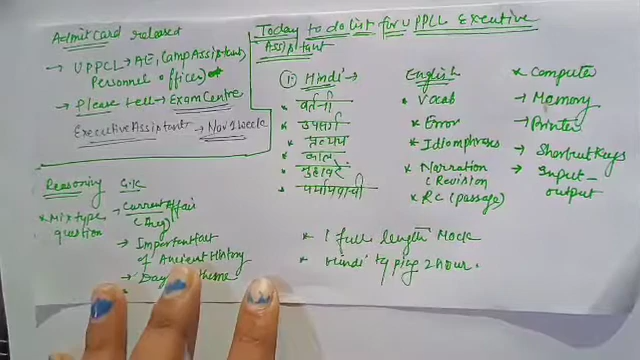 Admit Card released
→ UPPCL → AE, Camp Assistant,
Personnel officer
→ Please tell → Exam Centre
Executive Assistant → Nov 1 week
Today to do list for UPPCL Exeutive
Assistant
① Hindi →
* वर्तनी
* उपसर्ग
* प्रत्यय
* काल
* मुहावरे
* पर्यायवाची
English
* Vocab
* Error
* Idiom phrases
* Narration
(Revision
* RC (passage)
* Computer
→ Memory
→ Printer
→ Shortcut Keys
→ Input -
output
Reasoning
* Mix type
question
G.K
→ Current Affair
(Aug)
→ Important fact
of Ancient History
→ Day theme
* 1 full length Mock
* Hindi typing 2 hour.